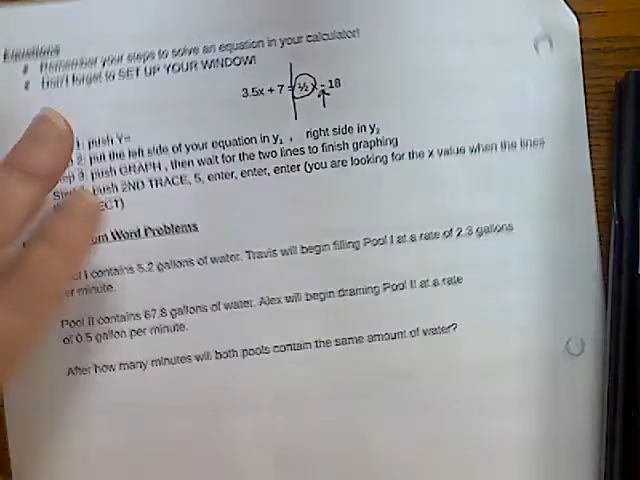 Equations
Remember your steps to solve an equation in your calculator!
Don't forget to SET UP YOUR WINDOW!
3.5x + 7 = ½x - 18
1: push Y=
2: put the left side of your equation in y₁ , right side in y₂
ep 3: push GRAPH , then wait for the two lines to finish graphing
push 2ND TRACE, 5, enter, enter, enter (you are looking for the x value when the lines
ECT)
Word Problems
I contains 5.2 gallons of water. Travis will begin filling Pool I at a rate of 2.3 gallons
er minute.
Pool II contains 67.8 gallons of water. Alex will begin draining Pool II at a rate
of 0.5 gallon per minute.
After how many minutes will both pools contain the same amount of water?